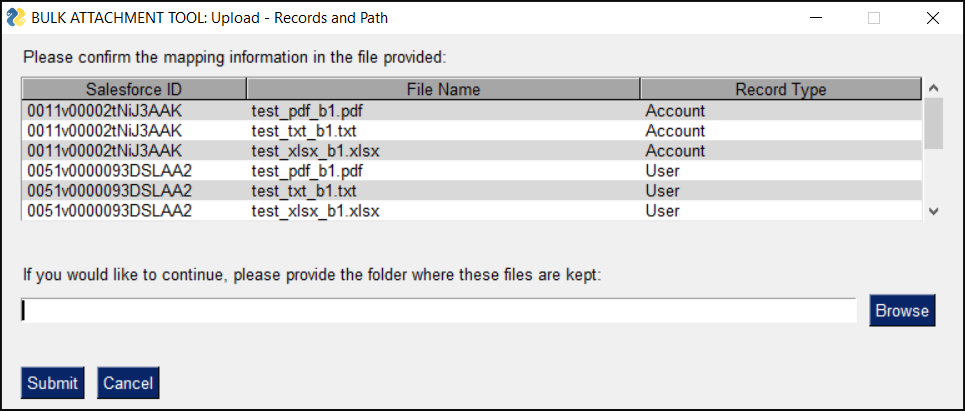 BULK ATTACHMENT TOOL: Upload - Records and Path
Please confirm the mapping information in the file provided:
Salesforce ID File Name Record Type
0011v00002tNiJ3AAK test_pdf_b1.pdf Account
0011v00002tNiJ3AAK test_txt_b1.txt Account
0011v00002tNiJ3AAK test_xlsx_b1.xlsx Account
0051v0000093DSLAA2 test_pdf_b1.pdf User
0051v0000093DSLAA2 test_txt_b1.txt User
0051v0000093DSLAA2 test_xlsx_b1.xlsx User
If you would like to continue, please provide the folder where these files are kept:
Browse
Submit Cancel